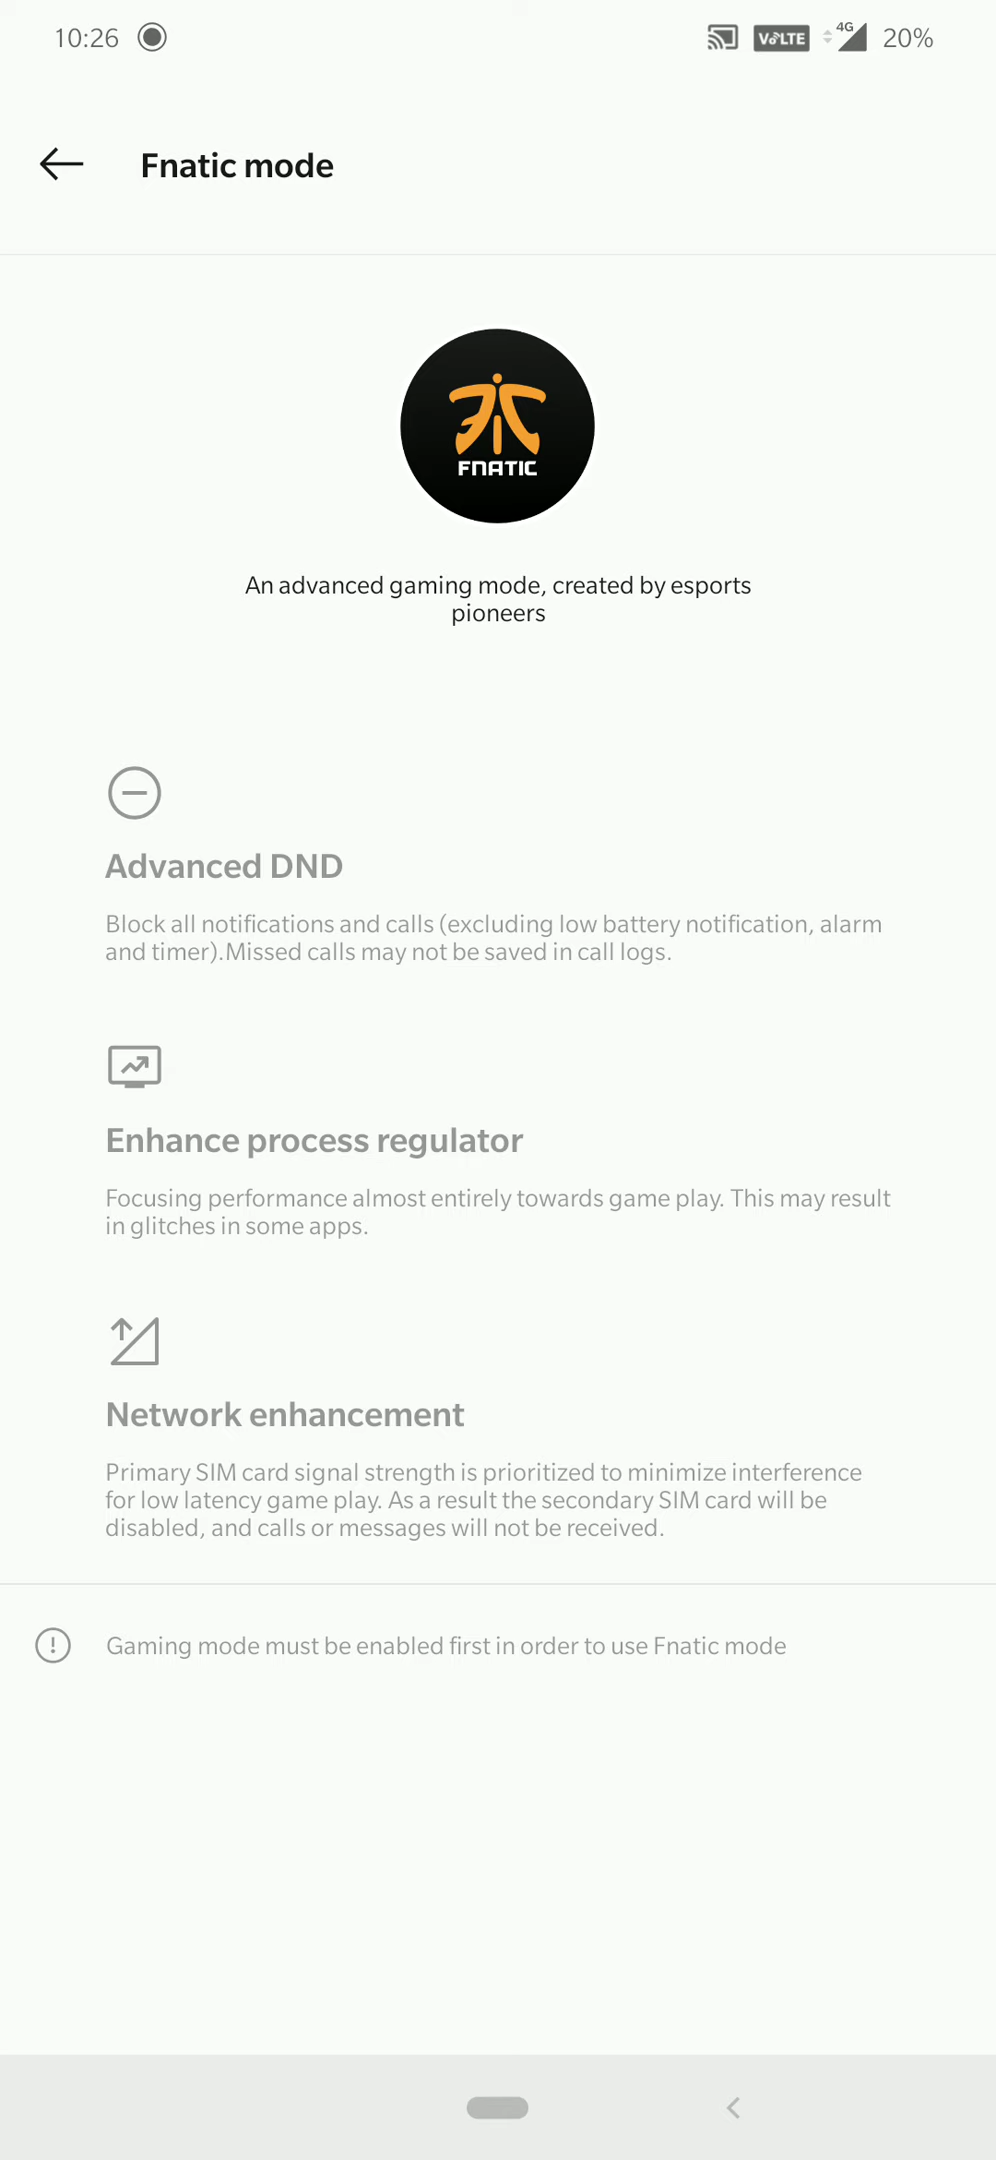 10:26 VoLTE 4G 20%
Fnatic mode
FNATIC
An advanced gaming mode, created by esports
pioneers
Advanced DND
Block all notifications and calls (excluding low battery notification, alarm
and timer).Missed calls may not be saved in call logs.
Enhance process regulator
Focusing performance almost entirely towards game play. This may result
in glitches in some apps.
Network enhancement
Primary SIM card signal strength is prioritized to minimize interference
for low latency game play. As a result the secondary SIM card will be
disabled, and calls or messages will not be received.
Gaming mode must be enabled first in order to use Fnatic mode